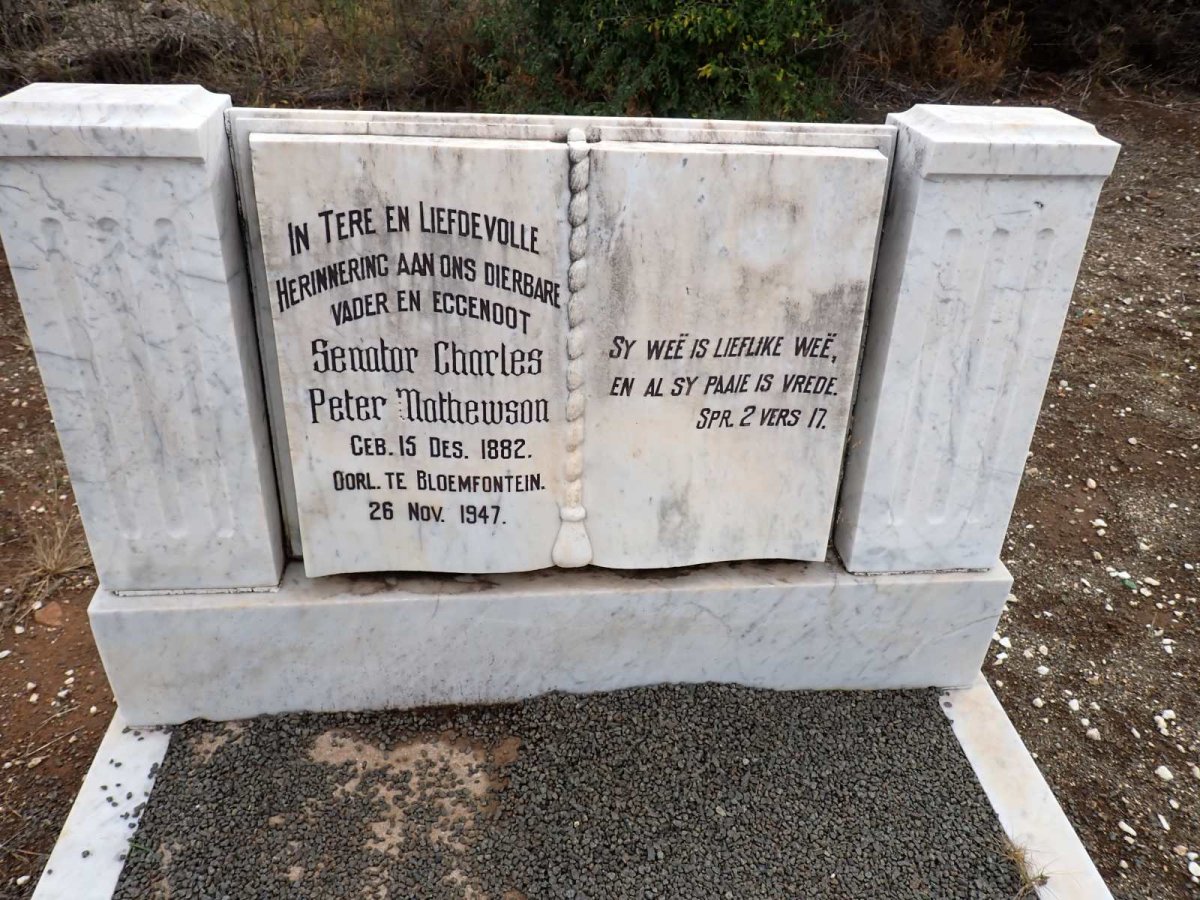 In Tere en Liefdevolle
Herinnering aan ons dierbare
vader en eggenoot
Senator Charles
Peter Mathewson
Geb. 15 Des. 1882.
Oorl. te Bloemfontein.
26 Nov. 1947.
Sy weë is lieflike weë,
en al sy paaie is vrede.
Spr. 2 vers 17.